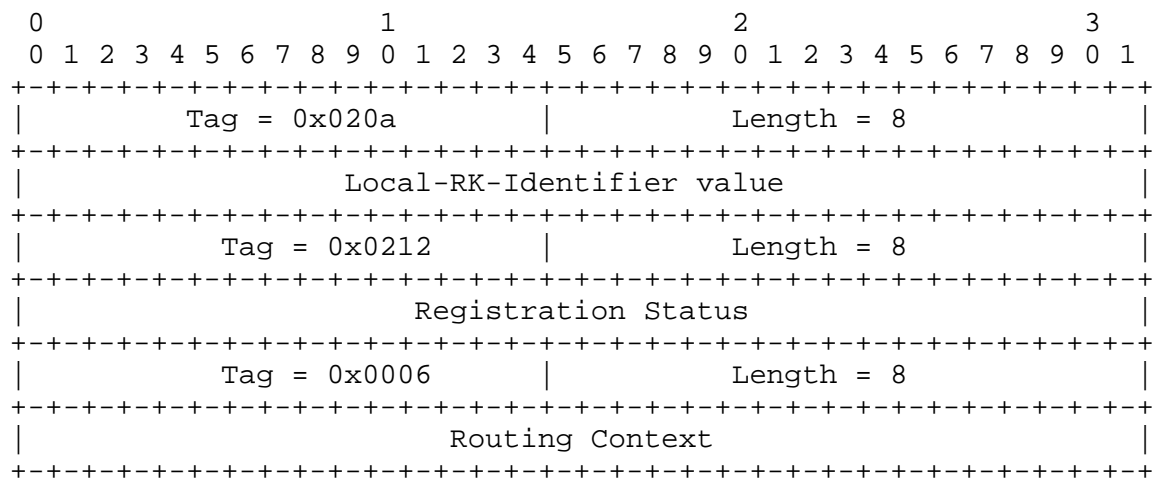 0                   1                   2                   3
 0 1 2 3 4 5 6 7 8 9 0 1 2 3 4 5 6 7 8 9 0 1 2 3 4 5 6 7 8 9 0 1
+-+-+-+-+-+-+-+-+-+-+-+-+-+-+-+-+-+-+-+-+-+-+-+-+-+-+-+-+-+-+-+-+
|         Tag = 0x020a         |          Length = 8             |
+-+-+-+-+-+-+-+-+-+-+-+-+-+-+-+-+-+-+-+-+-+-+-+-+-+-+-+-+-+-+-+-+
|                  Local-RK-Identifier value                    |
+-+-+-+-+-+-+-+-+-+-+-+-+-+-+-+-+-+-+-+-+-+-+-+-+-+-+-+-+-+-+-+-+
|           Tag = 0x0212       |          Length = 8             |
+-+-+-+-+-+-+-+-+-+-+-+-+-+-+-+-+-+-+-+-+-+-+-+-+-+-+-+-+-+-+-+-+
|                      Registration Status                      |
+-+-+-+-+-+-+-+-+-+-+-+-+-+-+-+-+-+-+-+-+-+-+-+-+-+-+-+-+-+-+-+-+
|           Tag = 0x0006       |          Length = 8             |
+-+-+-+-+-+-+-+-+-+-+-+-+-+-+-+-+-+-+-+-+-+-+-+-+-+-+-+-+-+-+-+-+
|                        Routing Context                        |
+-+-+-+-+-+-+-+-+-+-+-+-+-+-+-+-+-+-+-+-+-+-+-+-+-+-+-+-+-+-+-+-+